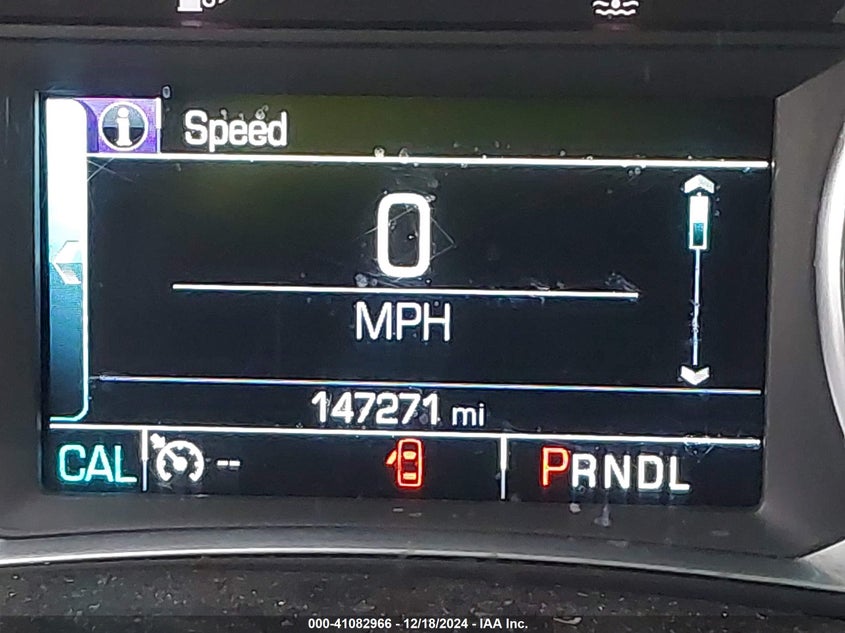 Speed
0
MPH
147271 mi
CAL -- PRNDL
000-41082966 - 12/18/2024 - IAA Inc.